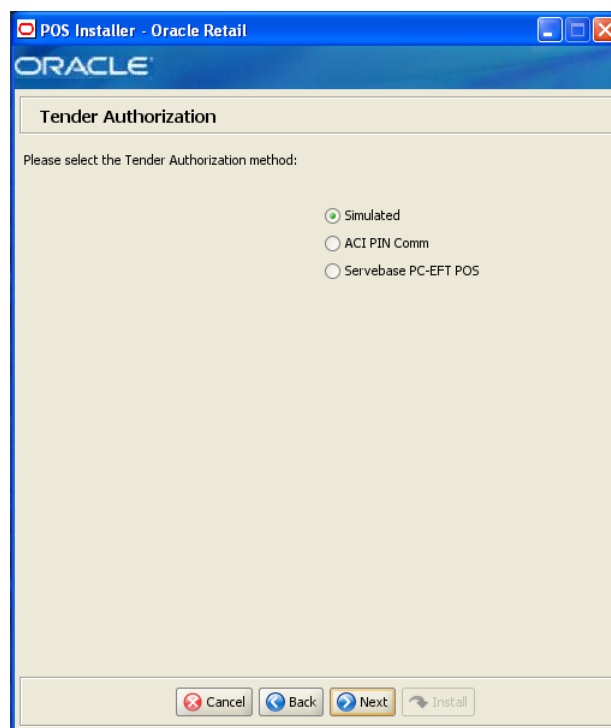 POS Installer - Oracle Retail
ORACLE
Tender Authorization
Please select the Tender Authorization method:
Simulated
ACI PIN Comm
Servebase PC-EFT POS
Cancel Back Next Install